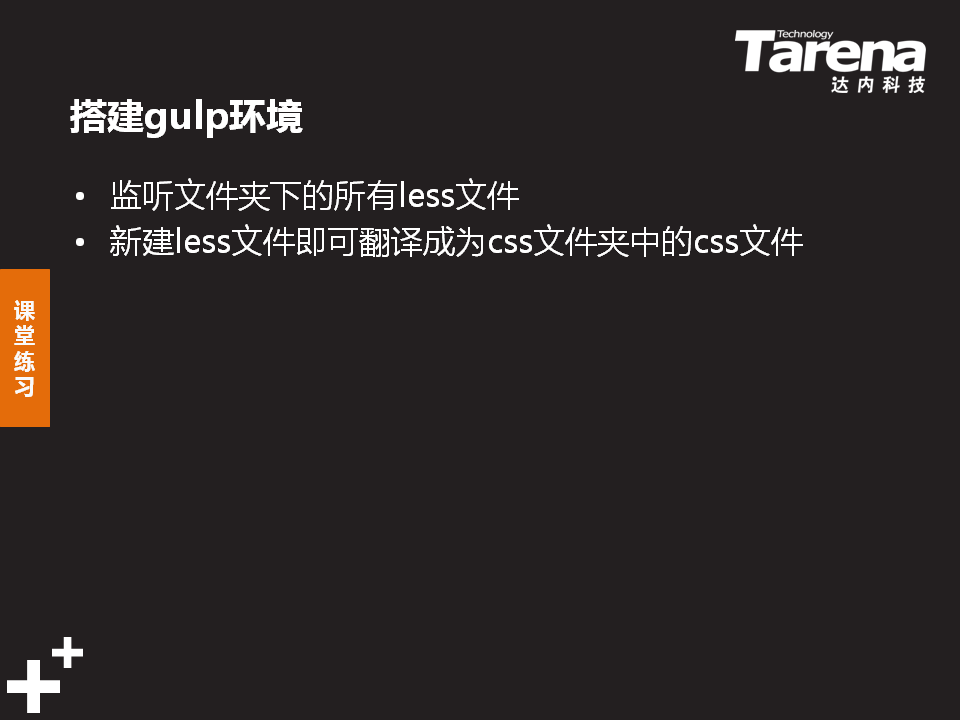 Technology
Tarena
达内科技
搭建gulp环境
• 监听文件夹下的所有less文件
• 新建less文件即可翻译成为css文件夹中的css文件
课堂练习